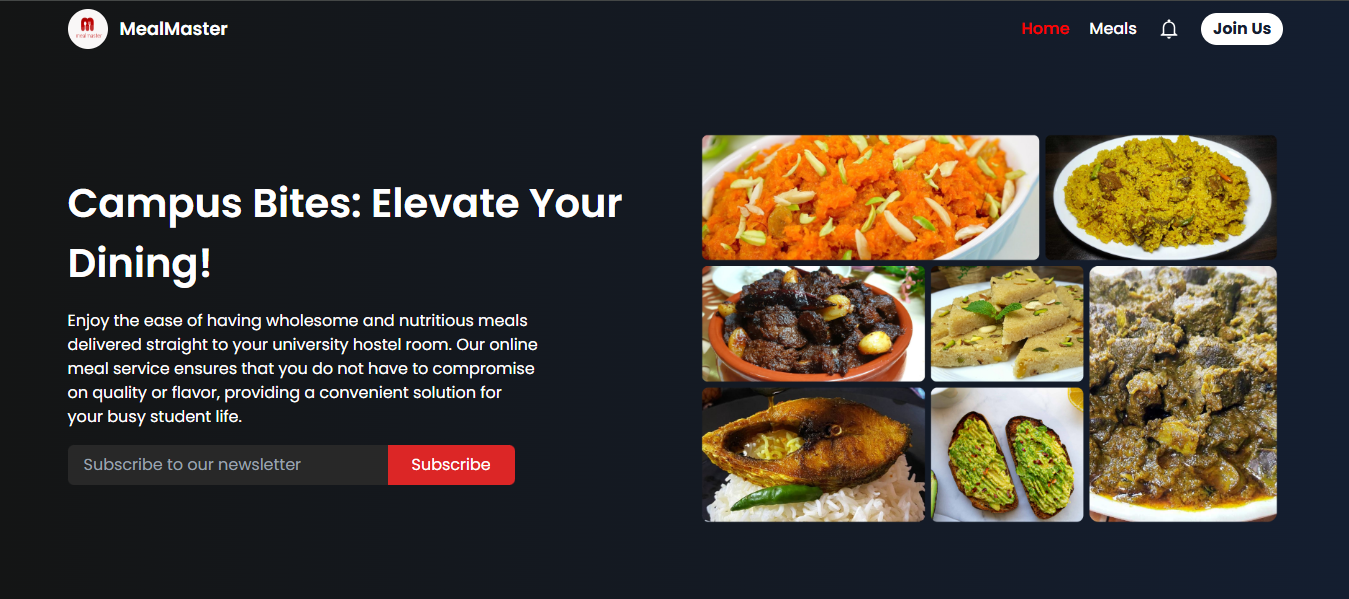 meal master
MealMaster
Home
Meals
Join Us
Campus Bites: Elevate Your
Dining!
Enjoy the ease of having wholesome and nutritious meals
delivered straight to your university hostel room. Our online
meal service ensures that you do not have to compromise
on quality or flavor, providing a convenient solution for
your busy student life.
Subscribe to our newsletter
Subscribe